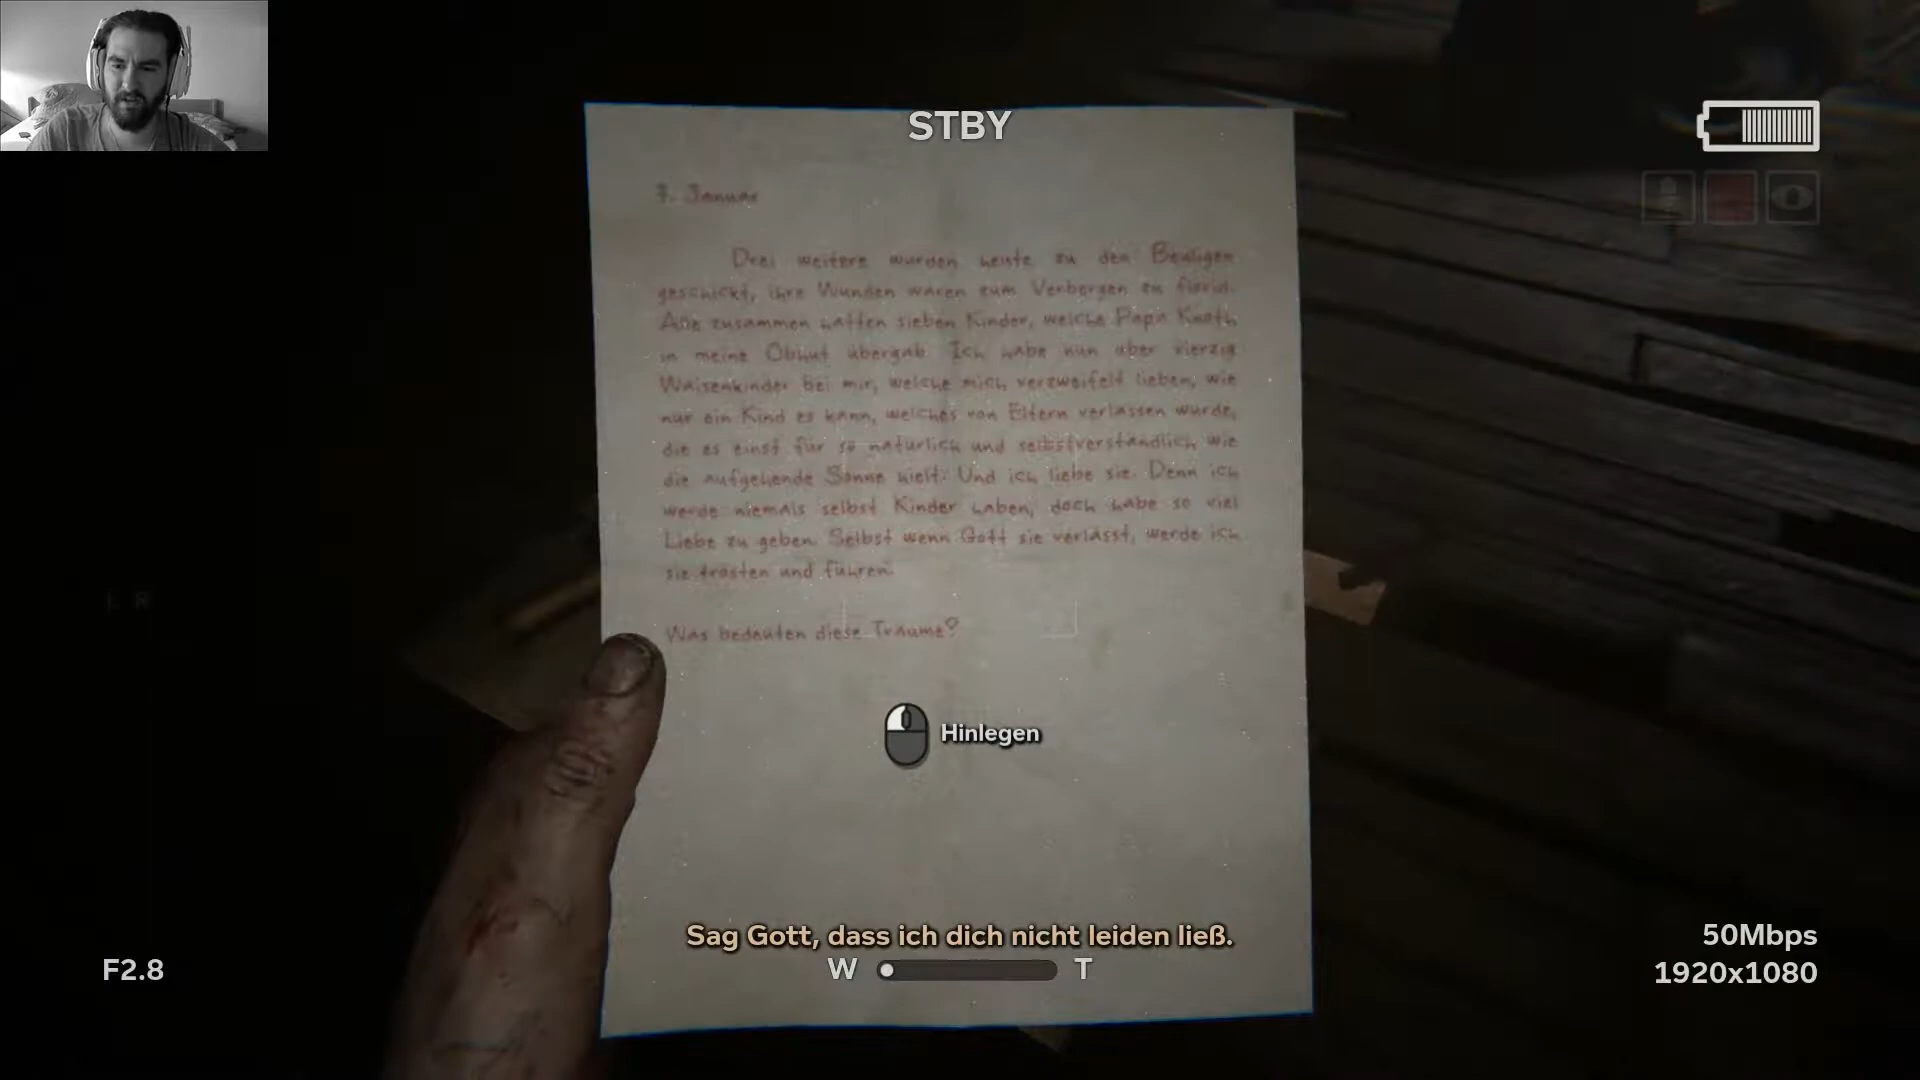 STBY
7. Januar
Drei weitere wurden heute zu den Beuligen
geschickt, ihre Wunden waren zum Verbergen zu florid.
Alle zusammen hatten sieben Kinder, welche Papa Knoth
in meine Obhut übergab. Ich habe nun über vierzig
Waisenkinder bei mir, welche mich verzweifelt lieben, wie
nur ein Kind es kann, welches von Eltern verlassen wurde,
die es einst für so natürlich und selbstverständlich wie
die aufgehende Sonne hielt. Und ich liebe sie. Denn ich
werde niemals selbst Kinder haben, doch habe so viel
Liebe zu geben. Selbst wenn Gott sie verlässt, werde ich
sie trösten und führen.
Was bedeuten diese Träume?
Hinlegen
Sag Gott, dass ich dich nicht leiden ließ.
W T
F2.8
50Mbps
1920x1080